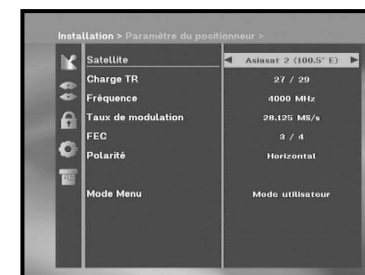 Installation > Paramétre du positionneur >
Satellite Asiasat 2 (100.5° E)
Charge TR 27 / 29
Fréquence 4000 MHz
Taux de modulation 28.125 MS/s
FEC 3 / 4
Polarité Horizontal
Mode Menu Mode utilisateur